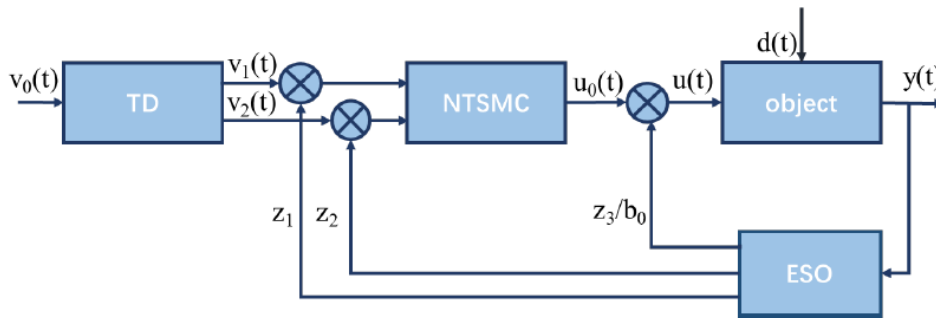 d(t)
v₀(t) TD v₁(t) NTSMC u₀(t) u(t) object y(t)
v₂(t)
z₁ z₂ z₃/b₀
ESO